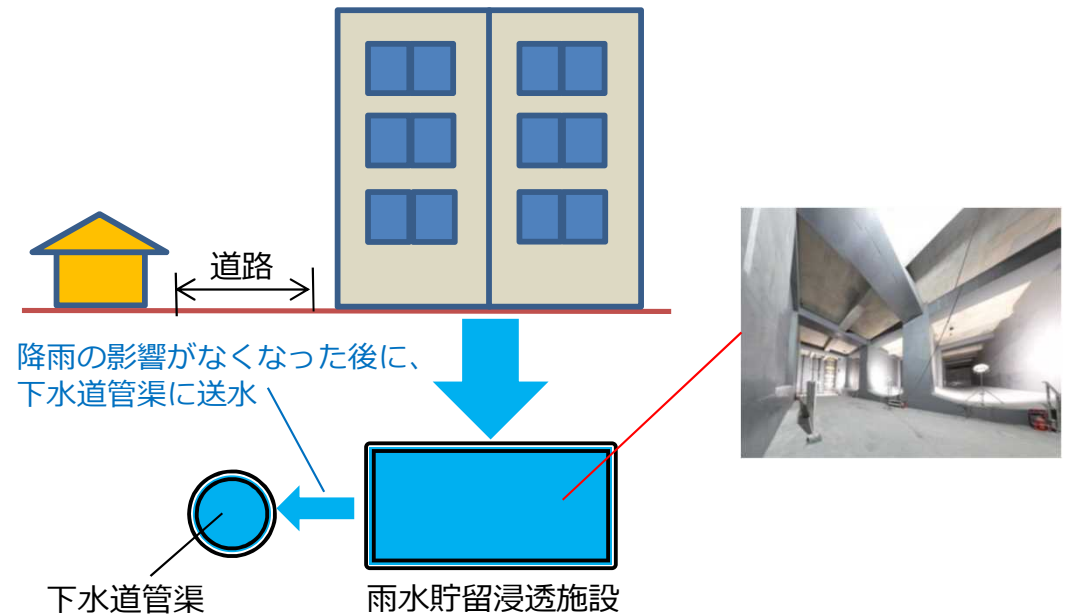 道路
降雨の影響がなくなった後に、
下水道管渠に送水
下水道管渠
雨水貯留浸透施設